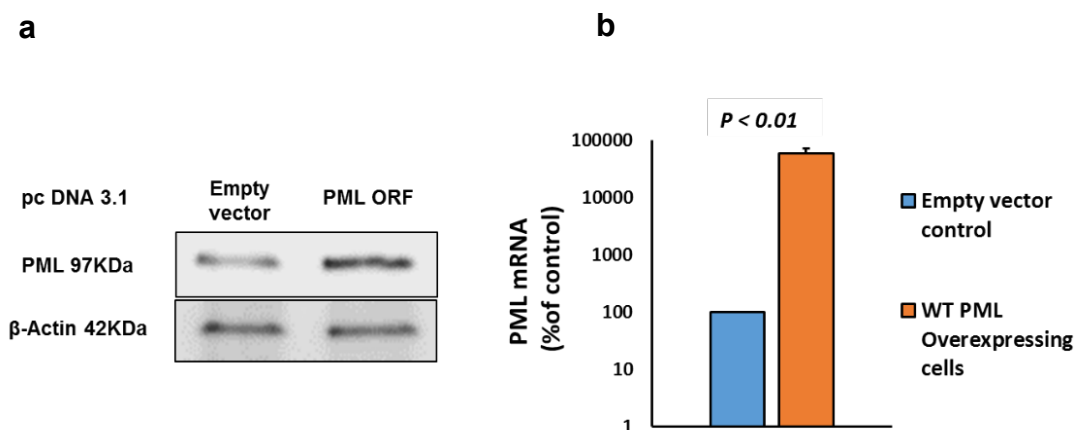 a
b
pc DNA 3.1
Empty
vector
PML ORF
PML 97KDa
β-Actin 42KDa
P < 0.01
PML mRNA
(%of control)
100000
10000
1000
100
10
1
Empty vector
control
WT PML
Overexpressing
cells